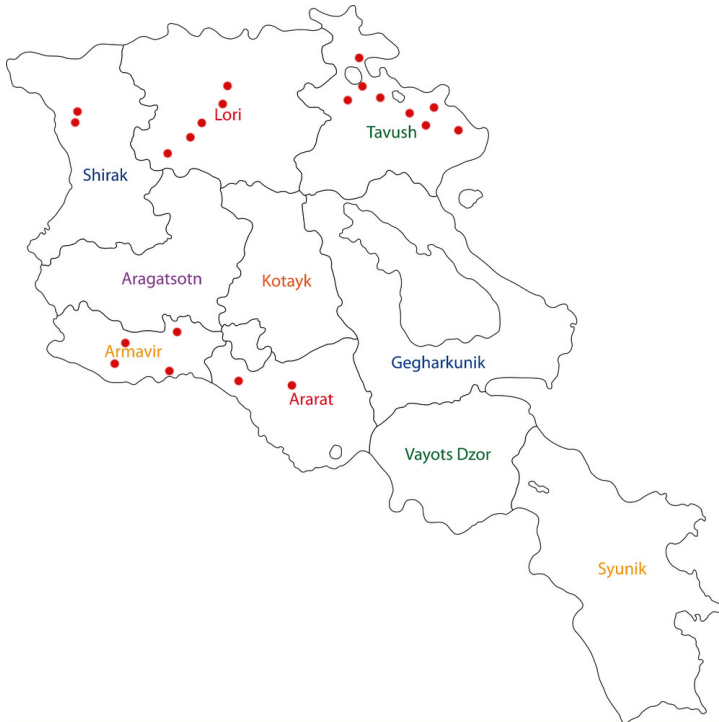 Lori
Tavush
Shirak
Aragatsotn
Kotayk
Armavir
Gegharkunik
Ararat
Vayots Dzor
Syunik